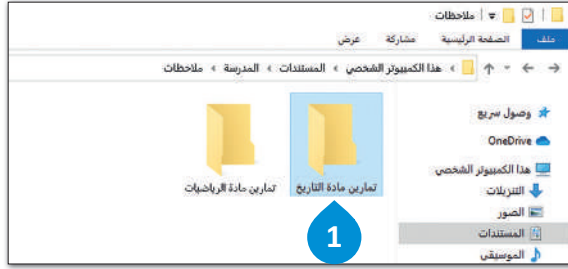 ملاحظات
ملف الصفحة الرئيسية مشاركة عرض
هذا الكمبيوتر الشخصي › المستندات › المدرسة › ملاحظات
وصول سريع
OneDrive
هذا الكمبيوتر الشخصي
التنزيلات
الصور
المستندات
الموسيقى
تمارين مادة التاريخ
تمارين مادة الرياضيات
1